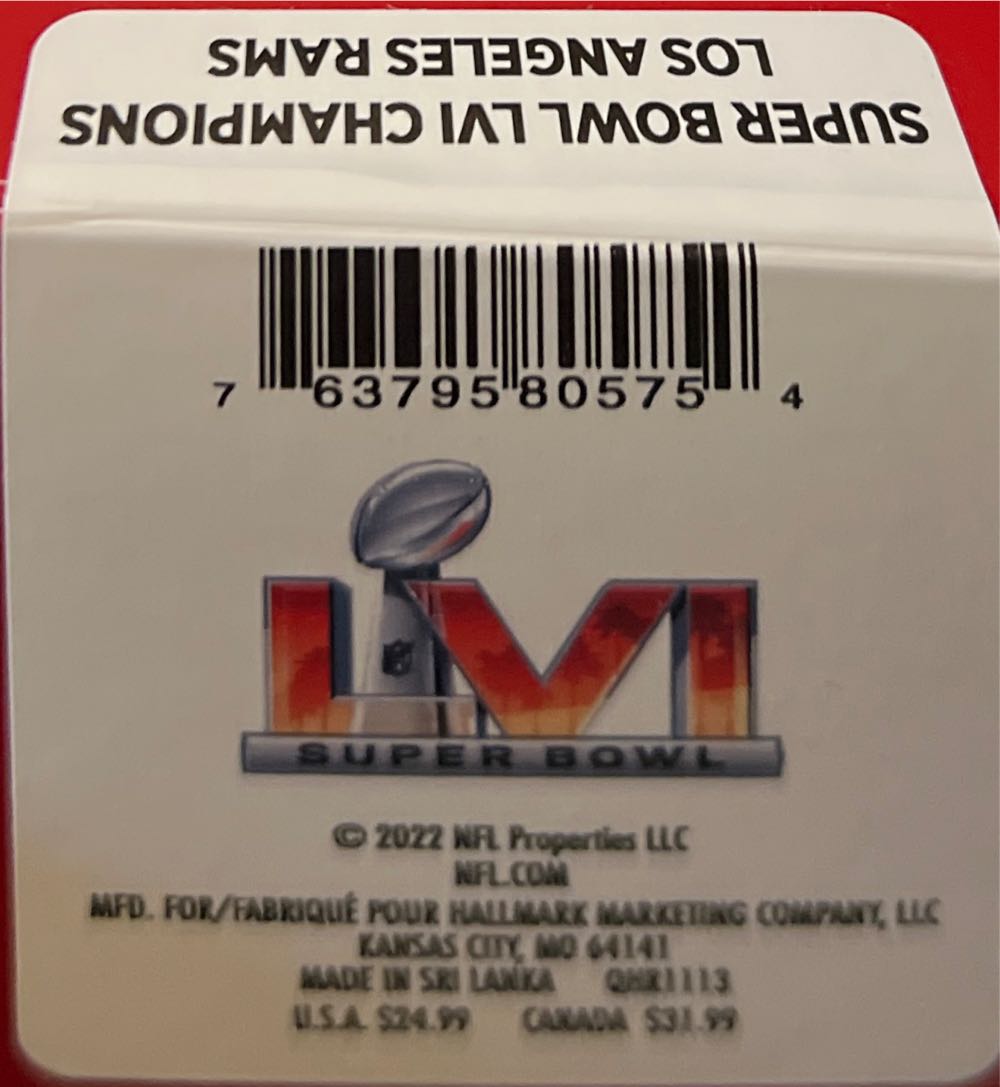 LOS ANGELES RAMS
SUPER BOWL LVI CHAMPIONS
7 63795 80575 4
LVI
SUPER BOWL
© 2022 NFL Properties LLC
NFL.COM
MFD. FOR/FABRIQUÉ POUR HALLMARK MARKETING COMPANY, LLC
KANSAS CITY, MO 64141
MADE IN SRI LANKA QHR1113
U.S.A. $24.99 CANADA $31.99